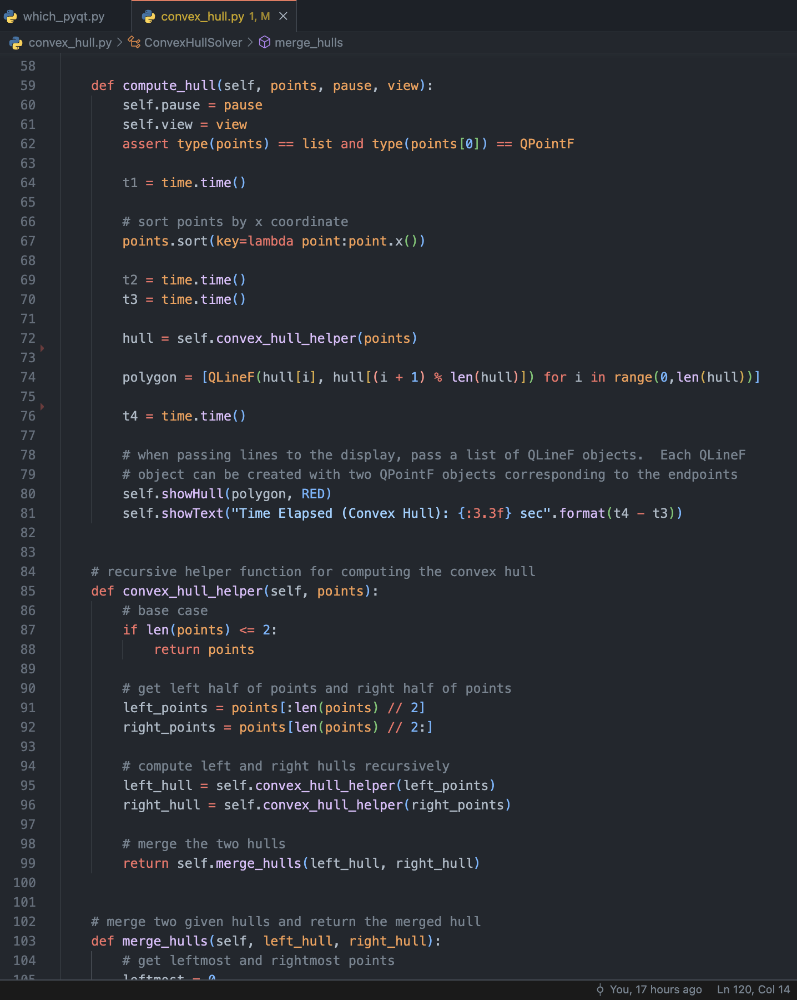 which_pyqt.py
convex_hull.py 1, M
convex_hull.py > ConvexHullSolver > merge_hulls
58
59 def compute_hull(self, points, pause, view):
60 self.pause = pause
61 self.view = view
62 assert type(points) == list and type(points[0]) == QPointF
63
64 t1 = time.time()
65
66 # sort points by x coordinate
67 points.sort(key=lambda point:point.x())
68
69 t2 = time.time()
70 t3 = time.time()
71
72 hull = self.convex_hull_helper(points)
73
74 polygon = [QLineF(hull[i], hull[(i + 1) % len(hull)]) for i in range(0,len(hull))]
75
76 t4 = time.time()
77
78 # when passing lines to the display, pass a list of QLineF objects.  Each QLineF
79 # object can be created with two QPointF objects corresponding to the endpoints
80 self.showHull(polygon, RED)
81 self.showText("Time Elapsed (Convex Hull): {:3.3f} sec".format(t4 - t3))
82
83
84 # recursive helper function for computing the convex hull
85 def convex_hull_helper(self, points):
86 # base case
87 if len(points) <= 2:
88 return points
89
90 # get left half of points and right half of points
91 left_points = points[:len(points) // 2]
92 right_points = points[len(points) // 2:]
93
94 # compute left and right hulls recursively
95 left_hull = self.convex_hull_helper(left_points)
96 right_hull = self.convex_hull_helper(right_points)
97
98 # merge the two hulls
99 return self.merge_hulls(left_hull, right_hull)
100
101
102 # merge two given hulls and return the merged hull
103 def merge_hulls(self, left_hull, right_hull):
104 # get leftmost and rightmost points
105 leftmost = 0
You, 17 hours ago Ln 120, Col 14